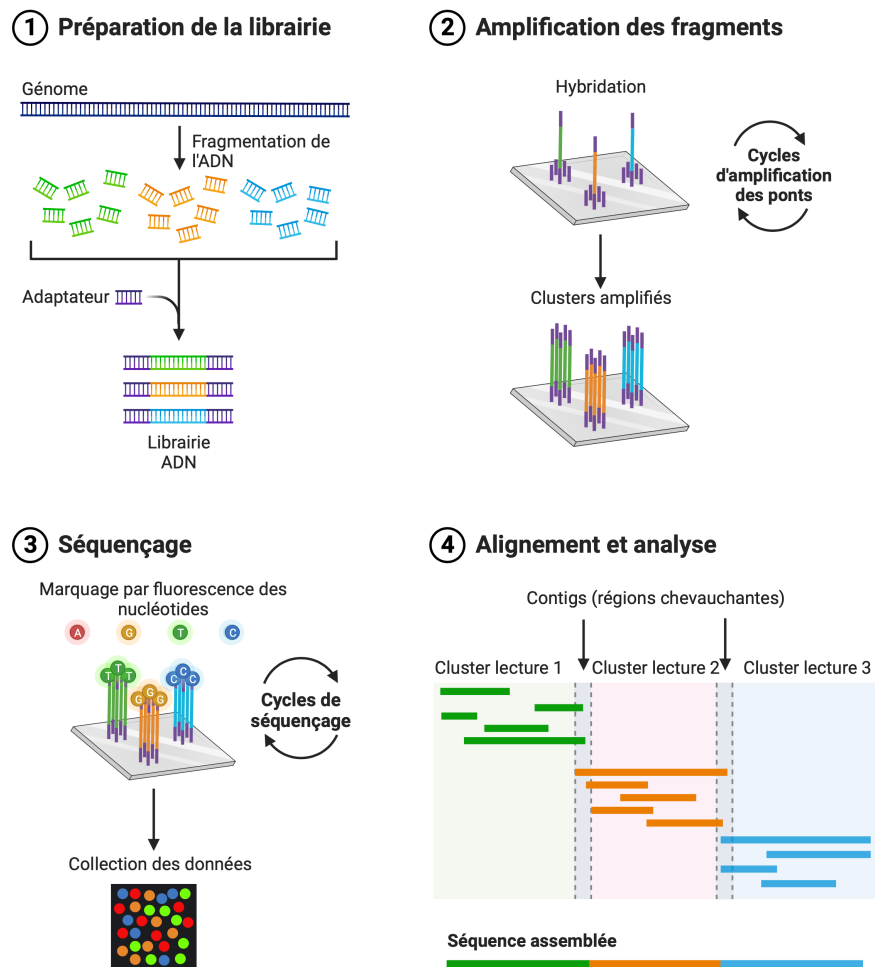 1 Préparation de la librairie
Génome
Fragmentation de
l'ADN
Adaptateur
Librairie
ADN
2 Amplification des fragments
Hybridation
Cycles
d'amplification
des ponts
Clusters amplifiés
3 Séquençage
Marquage par fluorescence des
nucléotides
A G T C
T T T
G G G
C C C
Cycles de
séquençage
Collection des données
4 Alignement et analyse
Contigs (régions chevauchantes)
Cluster lecture 1 Cluster lecture 2 Cluster lecture 3
Séquence assemblée